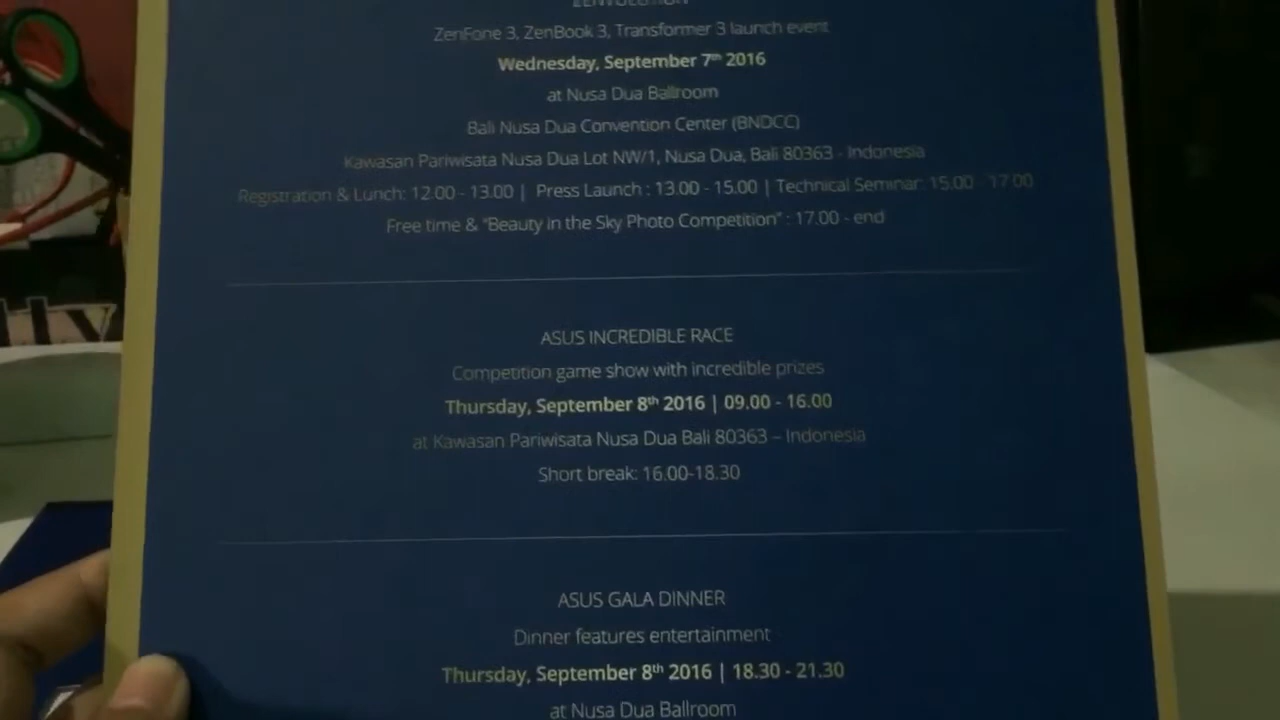 ZENVOLUTION
ZenFone 3, ZenBook 3, Transformer 3 launch event
Wednesday, September 7th 2016
at Nusa Dua Ballroom
Bali Nusa Dua Convention Center (BNDCC)
Kawasan Pariwisata Nusa Dua Lot NW/1, Nusa Dua, Bali 80363 - Indonesia
Registration & Lunch: 12.00 - 13.00 | Press Launch : 13.00 - 15.00 | Technical Seminar: 15.00 - 17.00
Free time & "Beauty in the Sky Photo Competition" : 17.00 - end
ASUS INCREDIBLE RACE
Competition game show with incredible prizes
Thursday, September 8th 2016 | 09.00 - 16.00
at Kawasan Pariwisata Nusa Dua Bali 80363 – Indonesia
Short break: 16.00-18.30
ASUS GALA DINNER
Dinner features entertainment
Thursday, September 8th 2016 | 18.30 - 21.30
at Nusa Dua Ballroom